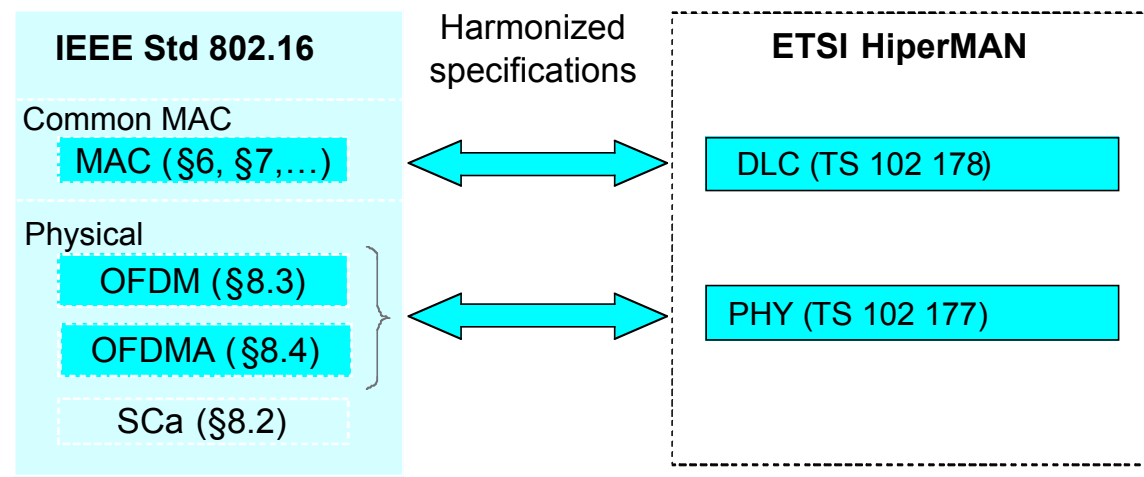 IEEE Std 802.16
Harmonized
specifications
ETSI HiperMAN
Common MAC
MAC (§6, §7,…)
DLC (TS 102 178)
Physical
OFDM (§8.3)
OFDMA (§8.4)
PHY (TS 102 177)
SCa (§8.2)